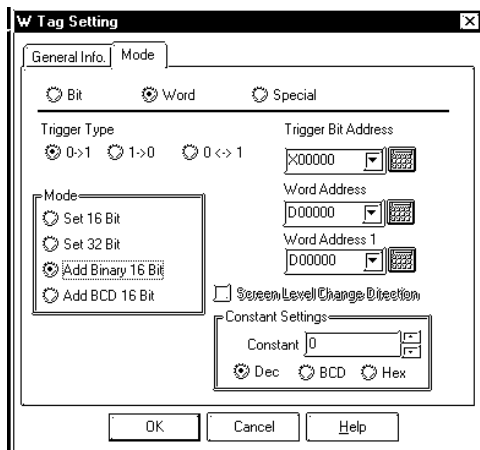 W Tag Setting
General Info. Mode
Bit Word Special
Trigger Type
0->1 1->0 0 <-> 1
Trigger Bit Address
X00000
Word Address
D00000
Word Address 1
D00000
Mode
Set 16 Bit
Set 32 Bit
Add Binary 16 Bit
Add BCD 16 Bit
Screen Level Change Direction
Constant Settings
Constant 0
Dec BCD Hex
OK Cancel Help